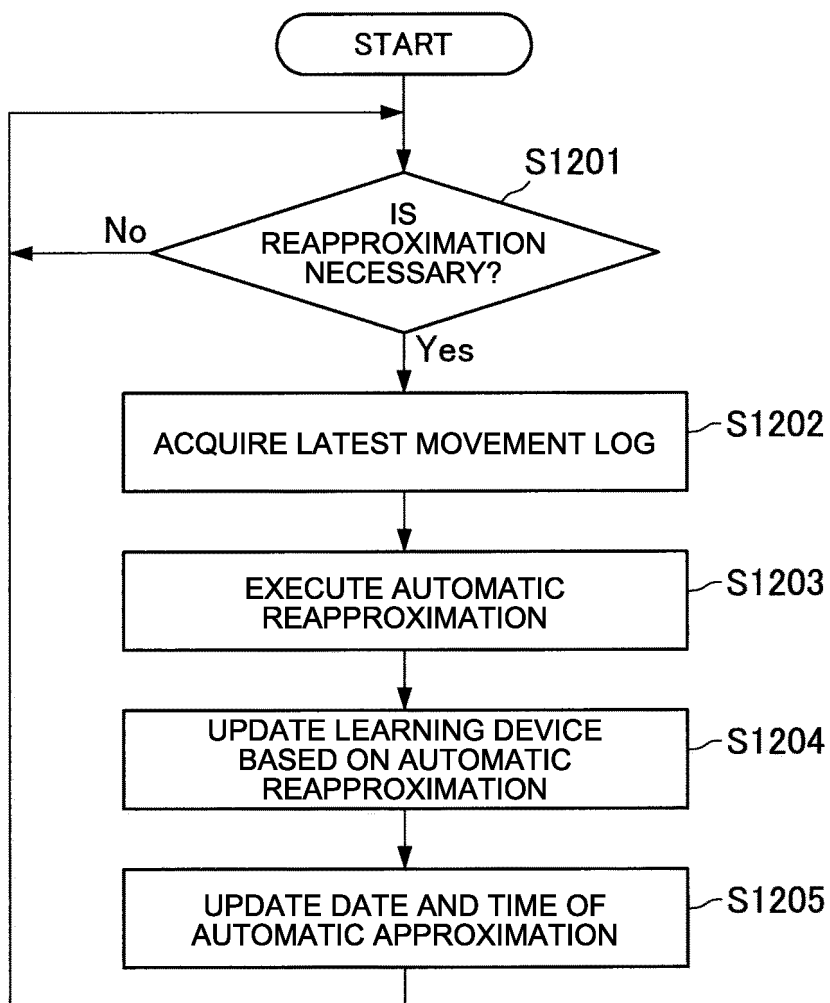 START
S1201
IS
REAPPROXIMATION
NECESSARY?
No
Yes
ACQUIRE LATEST MOVEMENT LOG
S1202
EXECUTE AUTOMATIC
REAPPROXIMATION
S1203
UPDATE LEARNING DEVICE
BASED ON AUTOMATIC
REAPPROXIMATION
S1204
UPDATE DATE AND TIME OF
AUTOMATIC APPROXIMATION
S1205